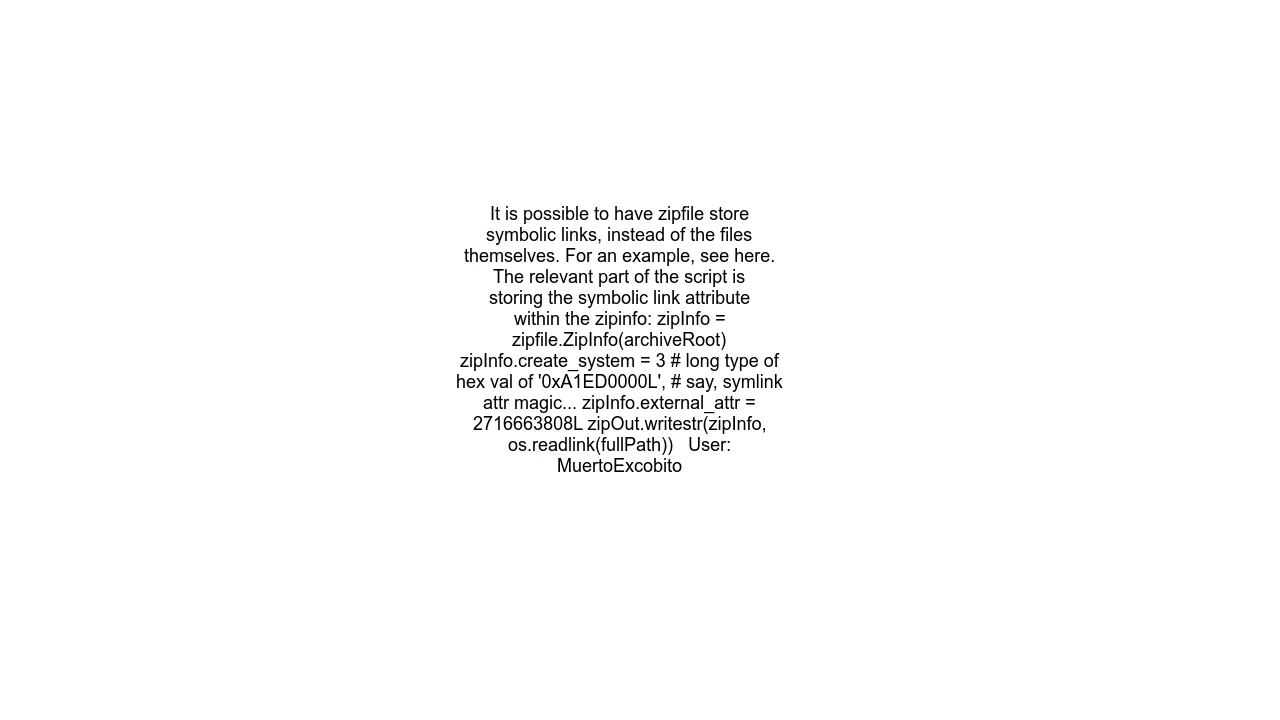 It is possible to have zipfile store
symbolic links, instead of the files
themselves. For an example, see here.
The relevant part of the script is
storing the symbolic link attribute
within the zipinfo: zipInfo =
zipfile.ZipInfo(archiveRoot)
zipInfo.create_system = 3 # long type of
hex val of '0xA1ED0000L', # say, symlink
attr magic... zipInfo.external_attr =
2716663808L zipOut.writestr(zipInfo,
os.readlink(fullPath))   User:
MuertoExcobito